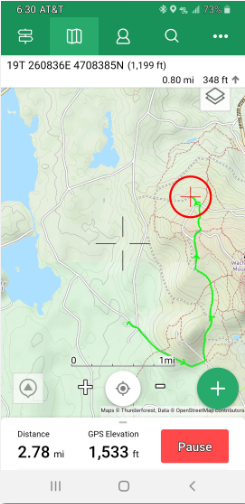 6:30 AT&T 73%
19T 260836E 4708385N (1,199 ft)
0.80 mi 348 ft ↑
0 1mi
Maps © Thunderforest, Data © OpenStreetMap contributors
Distance GPS Elevation
2.78 mi 1,533 ft Pause